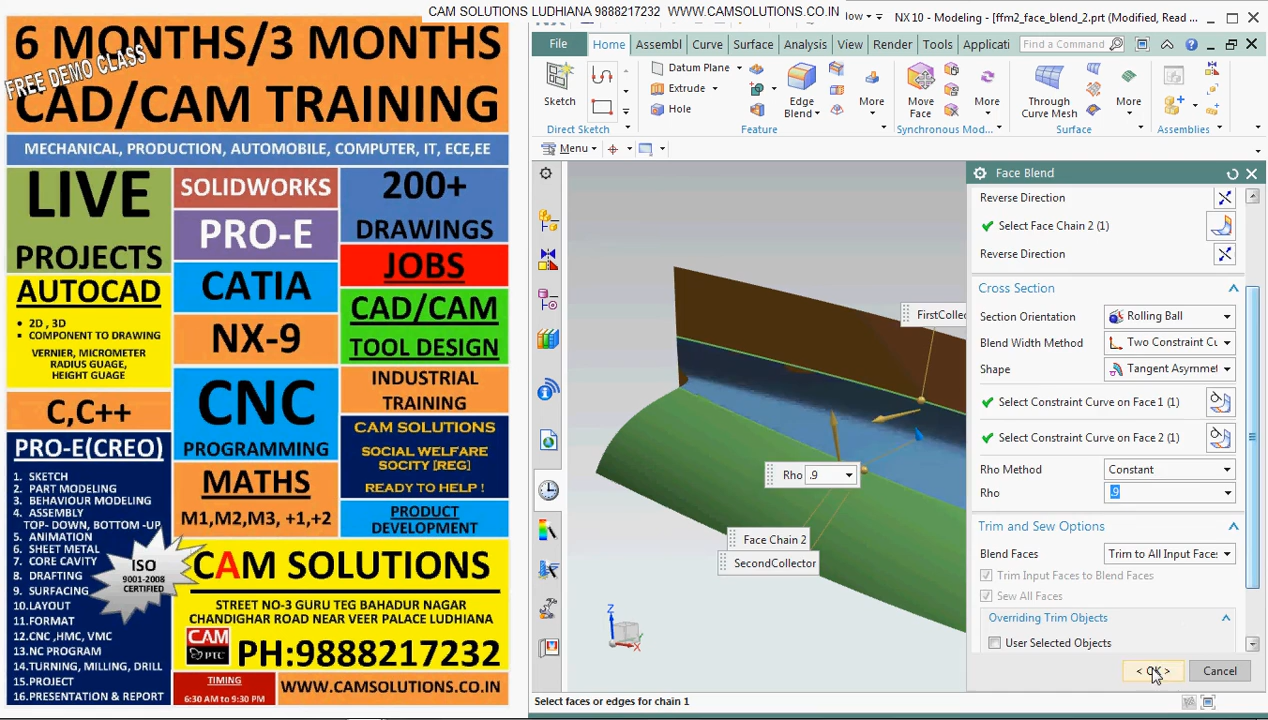 CAM SOLUTIONS LUDHIANA 9888217232 WWW.CAMSOLUTIONS.CO.IN
6 MONTHS/3 MONTHS
FREE DEMO CLASS
CAD/CAM TRAINING
MECHANICAL, PRODUCTION, AUTOMOBILE, COMPUTER, IT, ECE,EE
LIVE
PROJECTS
SOLIDWORKS
PRO-E
200+
DRAWINGS
AUTOCAD
• 2D , 3D
• COMPONENT TO DRAWING
VERNIER, MICROMETER
RADIUS GUAGE,
HEIGHT GUAGE
CATIA
NX-9
JOBS
CAD/CAM
TOOL DESIGN
C,C++
CNC
PROGRAMMING
INDUSTRIAL
TRAINING
CAM SOLUTIONS
SOCIAL WELFARE
SOCITY [REG]
READY TO HELP !
PRO-E(CREO)
1. SKETCH
2. PART MODELING
3. BEHAVIOUR MODELING
4. ASSEMBLY
TOP- DOWN, BOTTOM -UP
5. ANIMATION
6. SHEET METAL
7. CORE CAVITY
8. DRAFTING
9. SURFACING
10.LAYOUT
11.FORMAT
12.CNC ,HMC, VMC
13.NC PROGRAM
14.TURNING, MILLING, DRILL
15.PROJECT
16.PRESENTATION & REPORT
MATHS
M1,M2,M3, +1,+2
PRODUCT
DEVELOPMENT
ISO
9001-2008
CERTIFIED
CAM SOLUTIONS
STREET NO-3 GURU TEG BAHADUR NAGAR
CHANDIGHAR ROAD NEAR VEER PALACE LUDHIANA
CAM
PTC
PH:9888217232
TIMING
6:30 AM to 9:30 PM
WWW.CAMSOLUTIONS.CO.IN
low
NX 10 - Modeling - [ffm2_face_blend_2.prt (Modified, Read ...
File Home Assembl Curve Surface Analysis View Render Tools Applicati
Find a Command
Sketch
Direct Sketch
Datum Plane
Extrude
Hole
Edge
Blend
More
Feature
Move
Face
More
Synchronous Mod...
Through
Curve Mesh
More
Surface
Assemblies
Menu
FirstCollec
Rho .9
Face Chain 2
SecondCollector
Z
X
Face Blend
Reverse Direction
Select Face Chain 2 (1)
Reverse Direction
Cross Section
Section Orientation Rolling Ball
Blend Width Method Two Constraint Cu
Shape Tangent Asymmet
Select Constraint Curve on Face 1 (1)
Select Constraint Curve on Face 2 (1)
Rho Method Constant
Rho .9
Trim and Sew Options
Blend Faces Trim to All Input Faces
Trim Input Faces to Blend Faces
Sew All Faces
Overriding Trim Objects
User Selected Objects
< OK > Cancel
Select faces or edges for chain 1